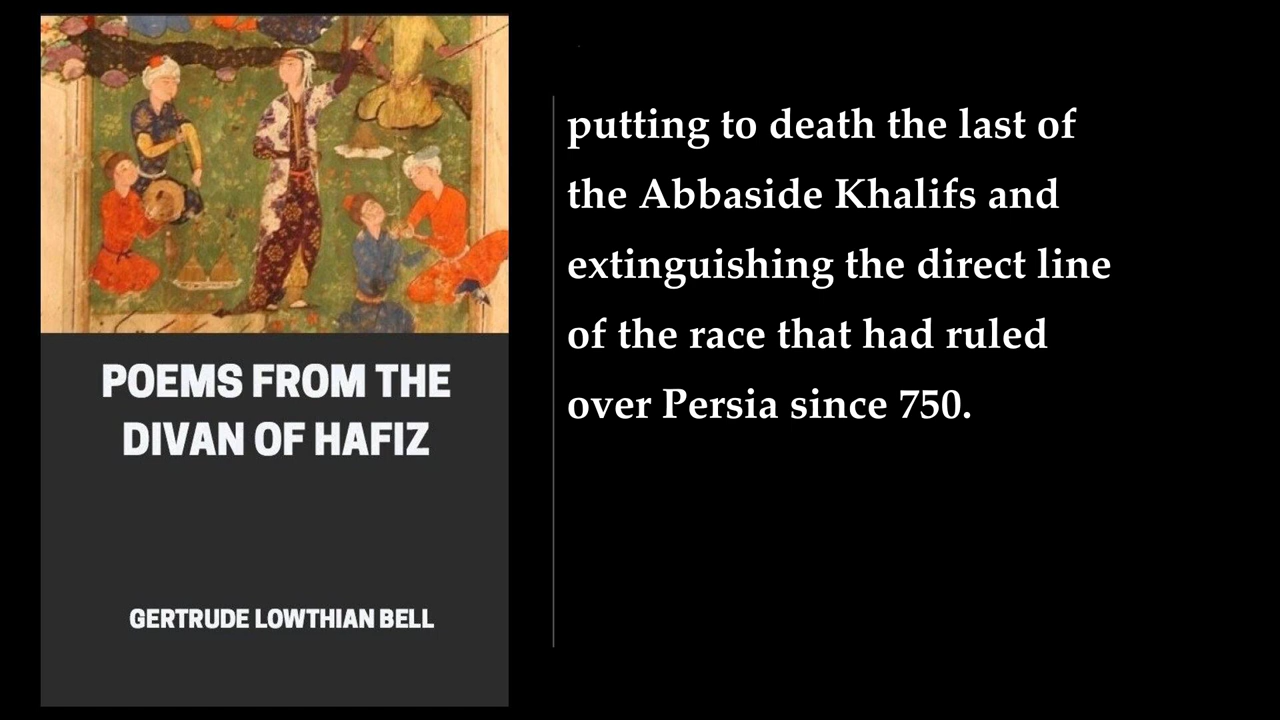 POEMS FROM THE
DIVAN OF HAFIZ
GERTRUDE LOWTHIAN BELL
putting to death the last of
the Abbaside Khalifs and
extinguishing the direct line
of the race that had ruled
over Persia since 750.